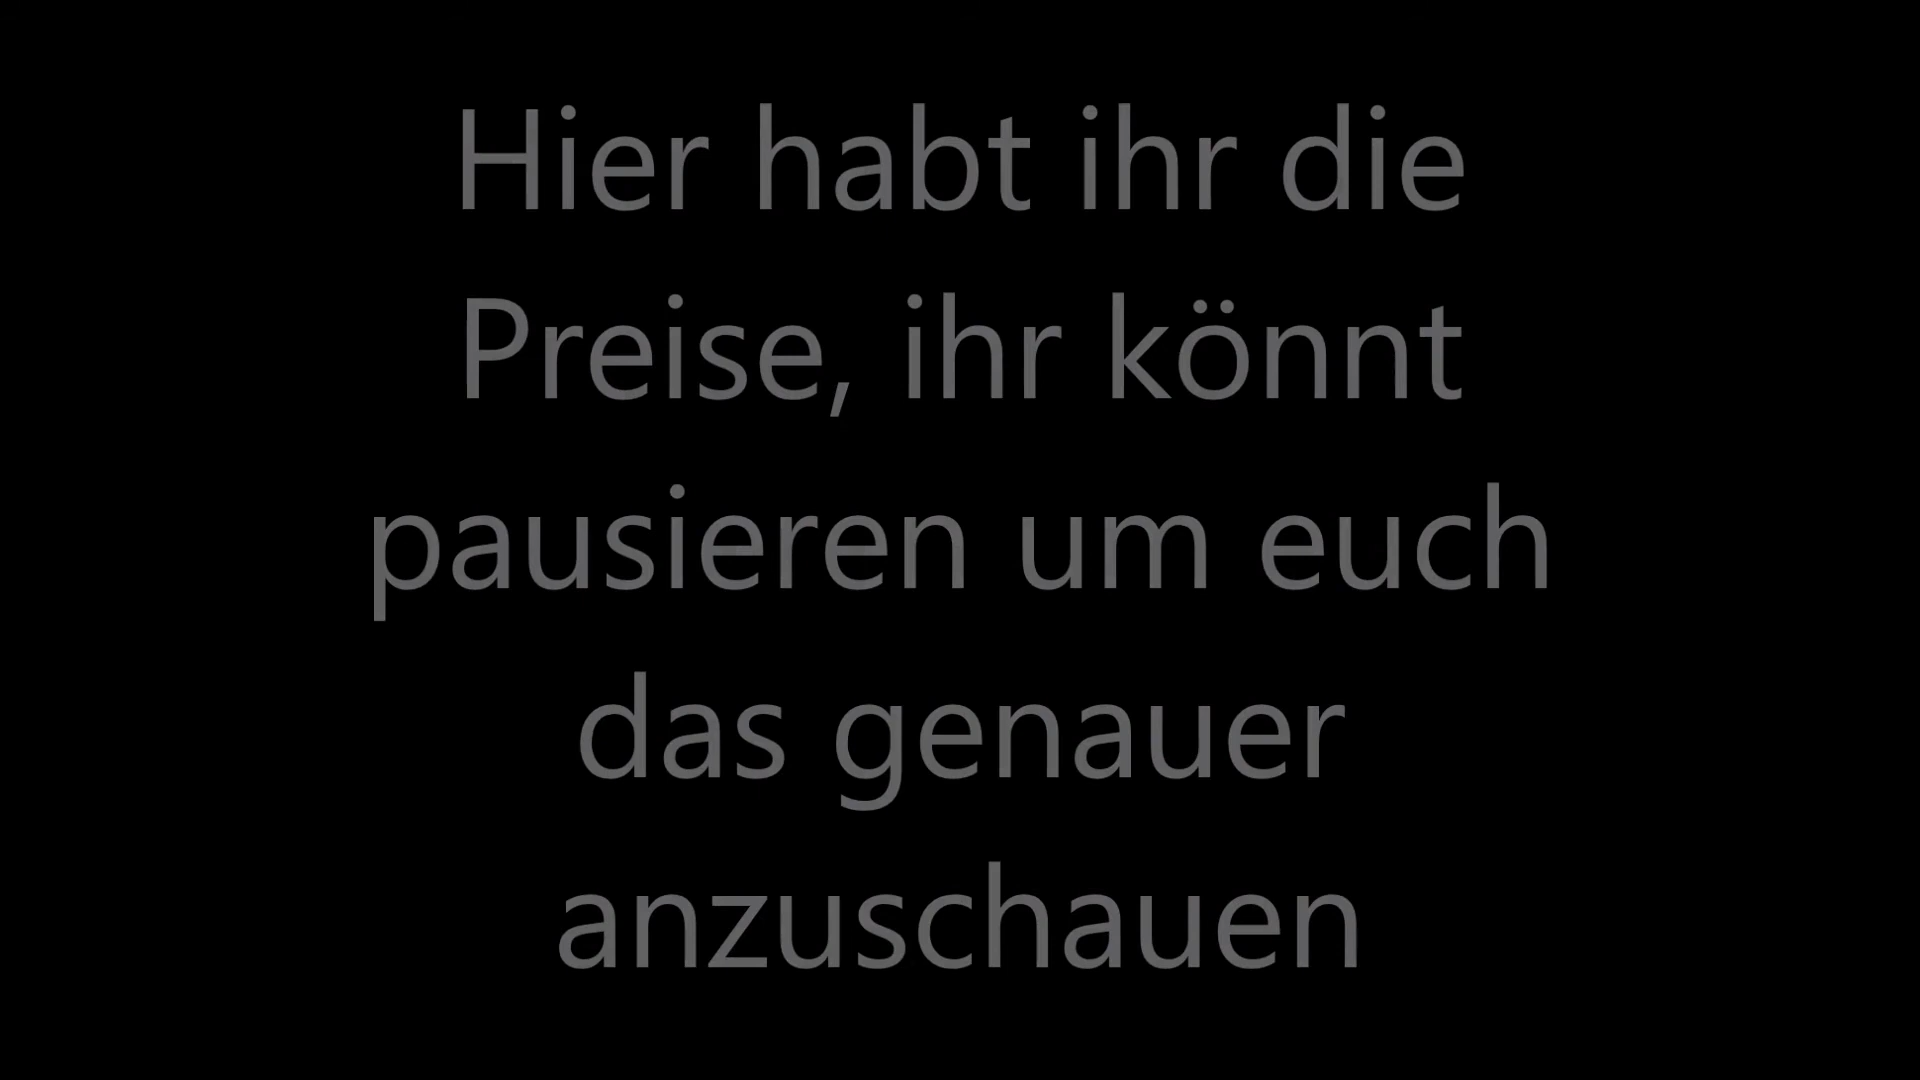 Hier habt ihr die
Preise, ihr könnt
pausieren um euch
das genauer
anzuschauen